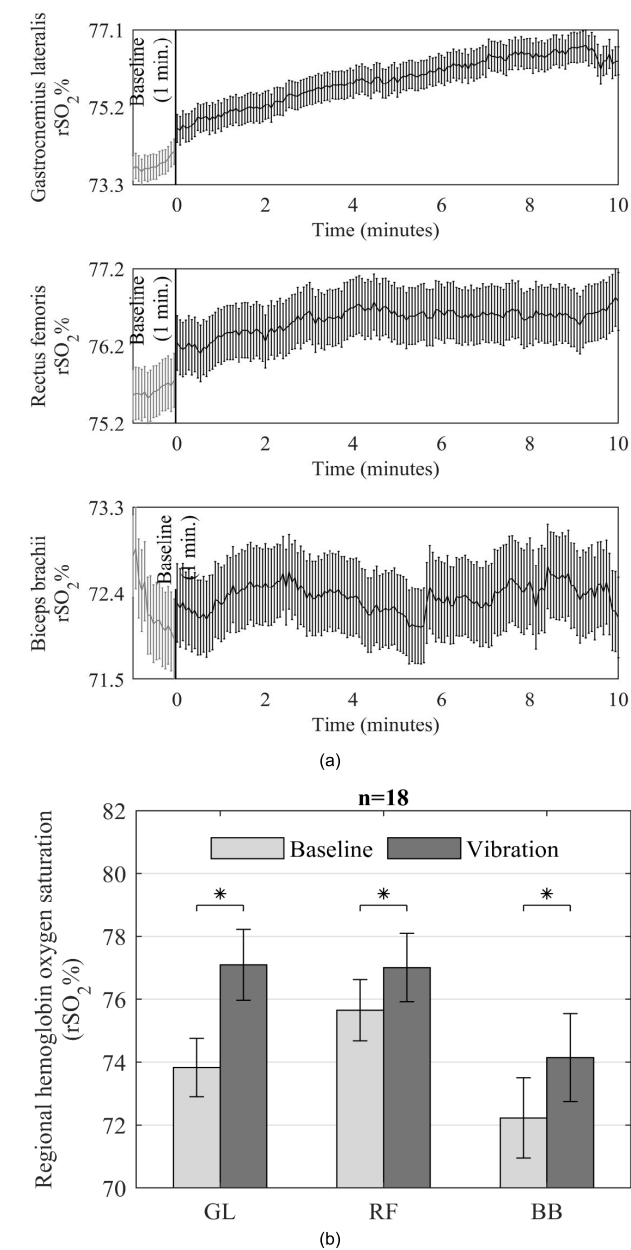 Gastrocnemius lateralis
rSO2%
77.1
75.2
73.3
Baseline
(1 min.)
0 2 4 6 8 10
Time (minutes)
Rectus femoris
rSO2%
77.2
76.2
75.2
Baseline
(1 min.)
0 2 4 6 8 10
Time (minutes)
Biceps brachii
rSO2%
73.3
72.4
71.5
Baseline
(1 min.)
0 2 4 6 8 10
Time (minutes)
(a)
n=18
Regional hemoglobin oxygen saturation
(rSO2%)
82
80
78
76
74
72
70
Baseline Vibration
* * *
GL RF BB
(b)